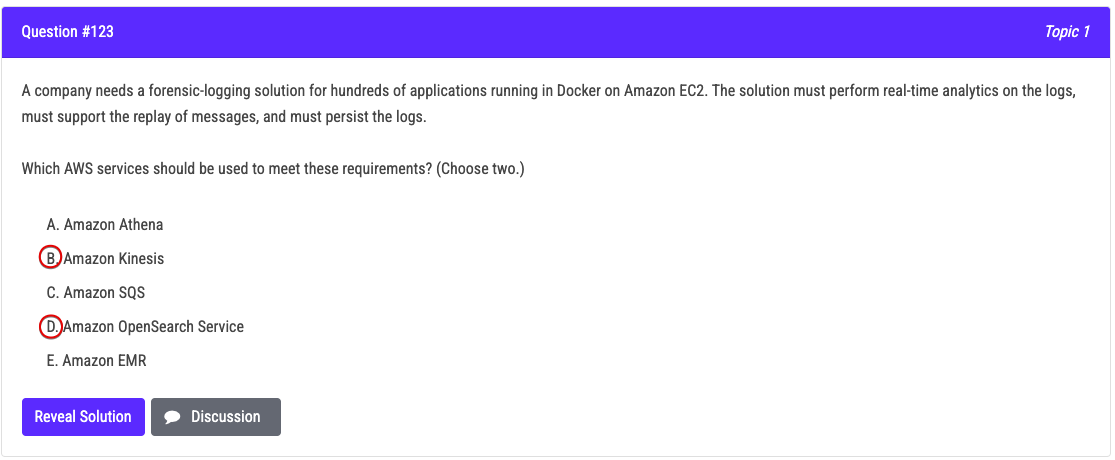 Question #123
Topic 1
A company needs a forensic-logging solution for hundreds of applications running in Docker on Amazon EC2. The solution must perform real-time analytics on the logs,
must support the replay of messages, and must persist the logs.
Which AWS services should be used to meet these requirements? (Choose two.)
A. Amazon Athena
B. Amazon Kinesis
C. Amazon SQS
D. Amazon OpenSearch Service
E. Amazon EMR
Reveal Solution
Discussion